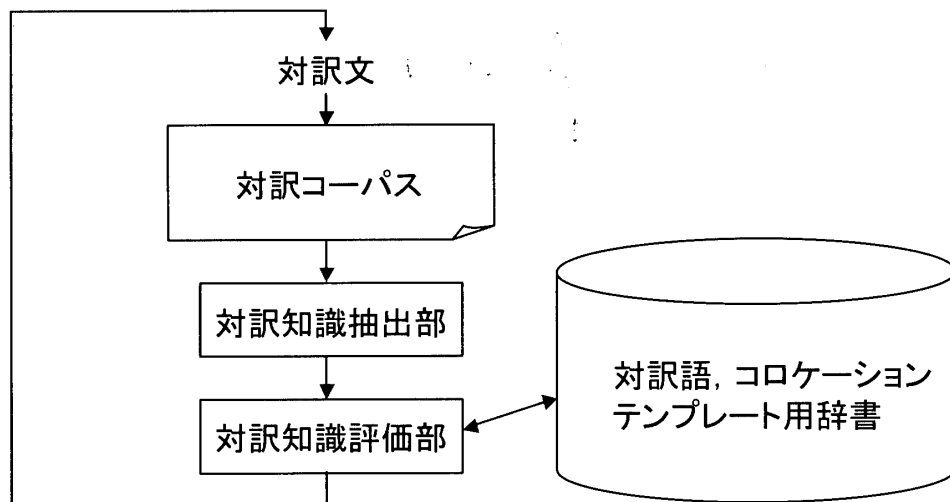 対訳文
対訳コーパス
対訳知識抽出部
対訳知識評価部
対訳語, コロケーション
テンプレート用辞書